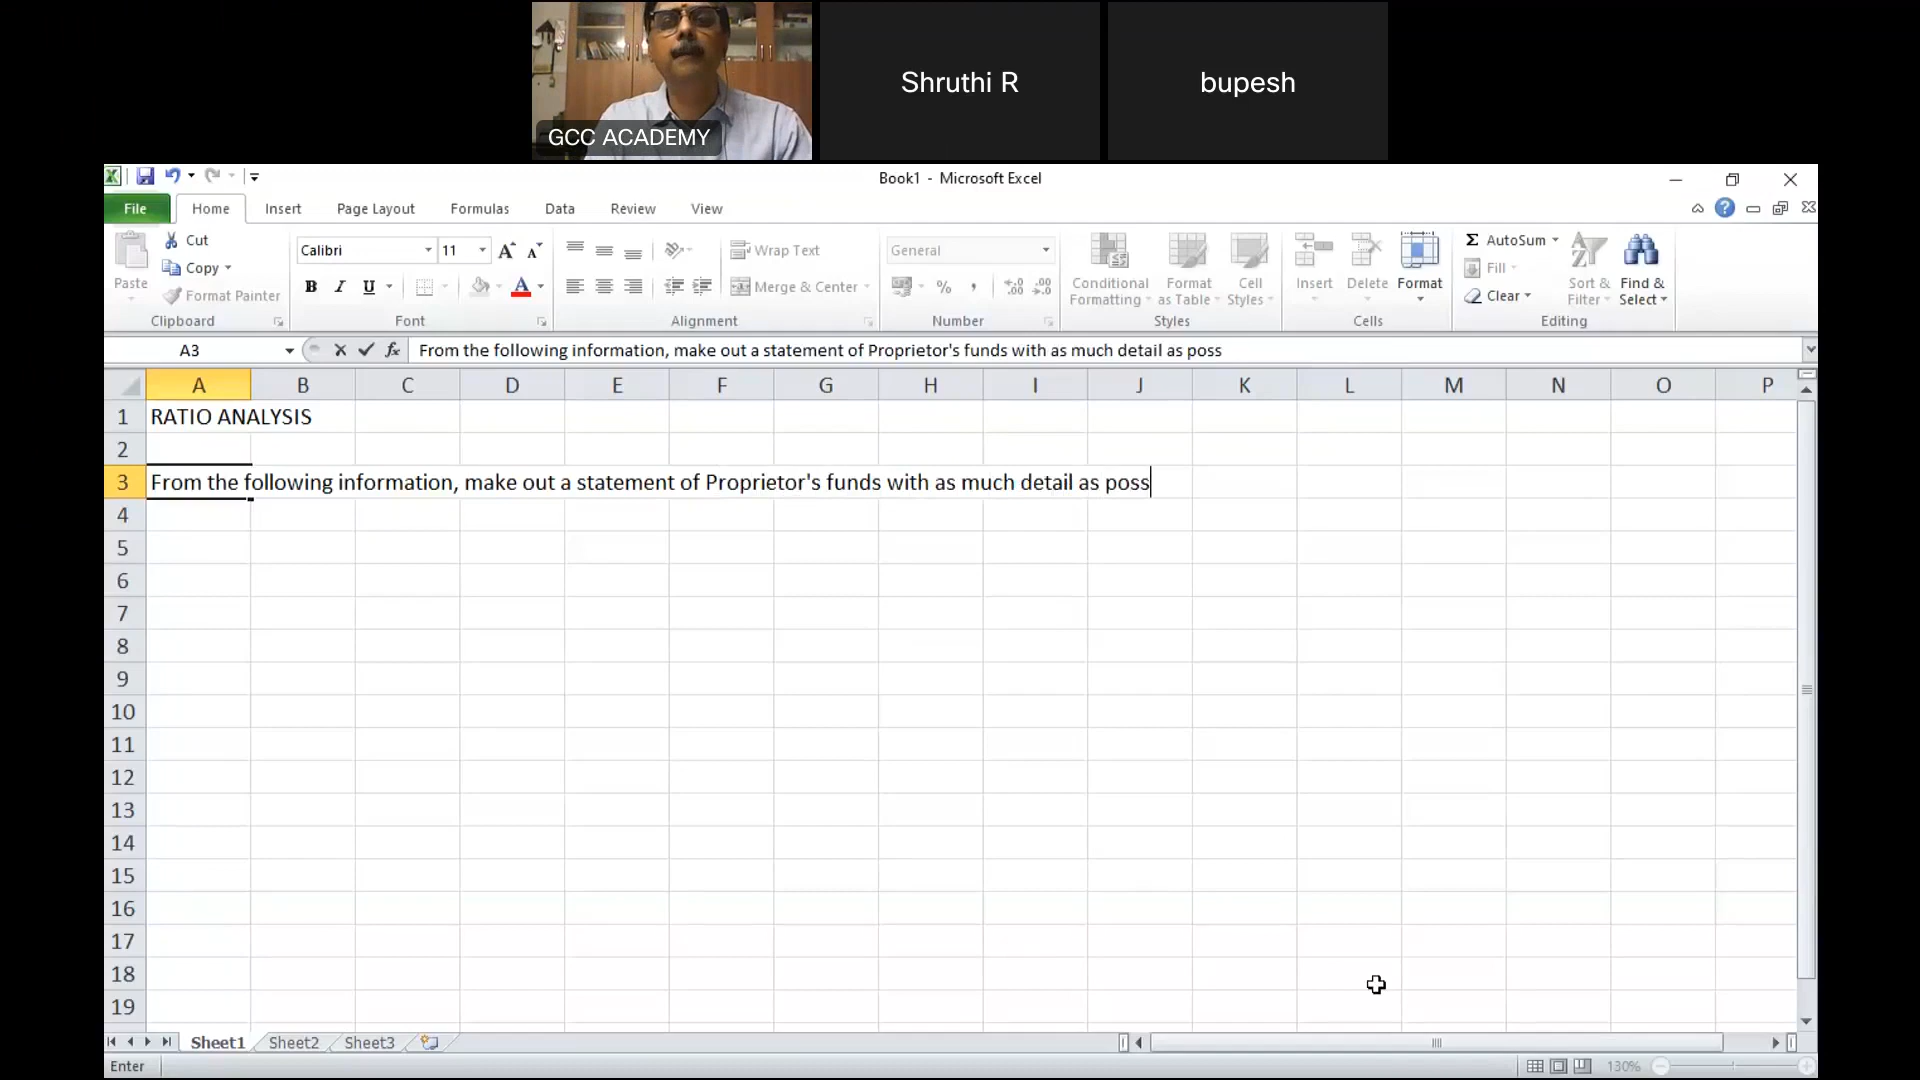 GCC ACADEMY
Shruthi R
bupesh
Book1 - Microsoft Excel
File Home Insert Page Layout Formulas Data Review View
Paste
Cut
Copy
Format Painter
Clipboard
Calibri 11
B I U
Font
Wrap Text
Merge & Center
Alignment
General
%
Number
Conditional Formatting
Format as Table
Cell Styles
Styles
Insert
Delete
Format
Cells
Σ AutoSum
Fill
Clear
Sort & Filter
Find & Select
Editing
A3
fx From the following information, make out a statement of Proprietor's funds with as much detail as poss
A B C D E F G H I J K L M N O P
1 RATIO ANALYSIS
2
3 From the following information, make out a statement of Proprietor's funds with as much detail as poss
4
5
6
7
8
9
10
11
12
13
14
15
16
17
18
19
Sheet1 Sheet2 Sheet3
Enter
130%